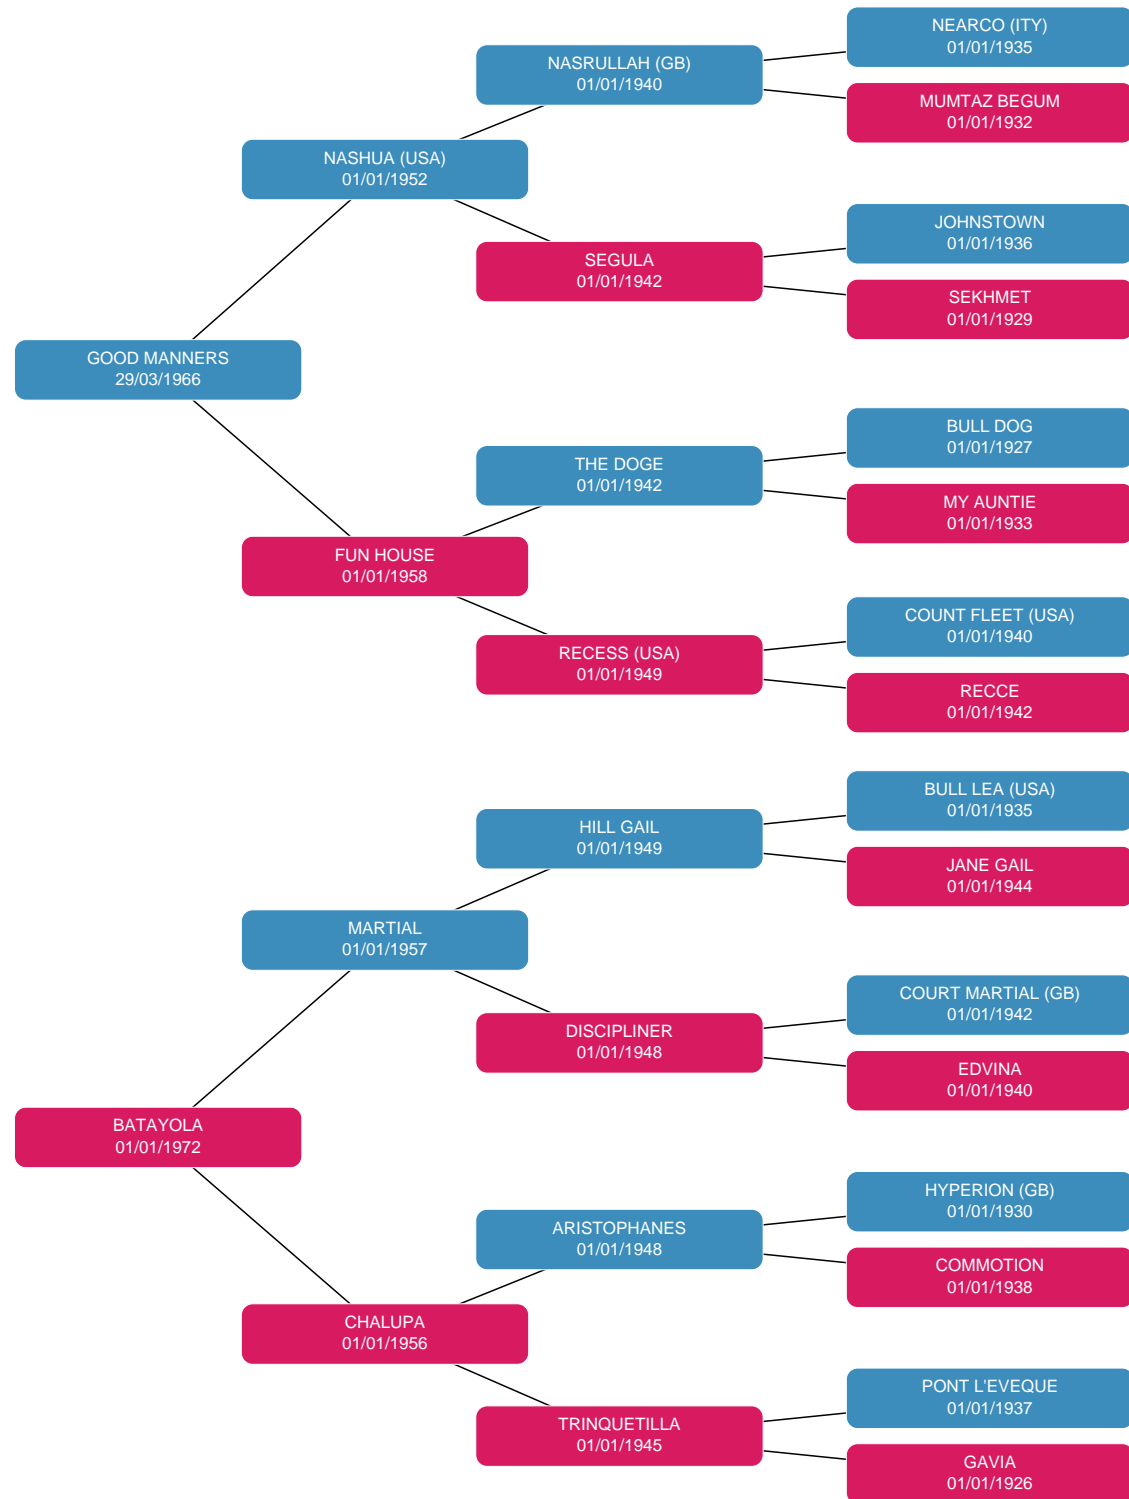 NEARCO (ITY)
01/01/1935
NASRULLAH (GB)
01/01/1940
MUMTAZ BEGUM
01/01/1932
NASHUA (USA)
01/01/1952
JOHNSTOWN
01/01/1936
SEGULA
01/01/1942
SEKHMET
01/01/1929
GOOD MANNERS
29/03/1966
BULL DOG
01/01/1927
THE DOGE
01/01/1942
MY AUNTIE
01/01/1933
FUN HOUSE
01/01/1958
COUNT FLEET (USA)
01/01/1940
RECESS (USA)
01/01/1949
RECCE
01/01/1942
BULL LEA (USA)
01/01/1935
HILL GAIL
01/01/1949
JANE GAIL
01/01/1944
MARTIAL
01/01/1957
COURT MARTIAL (GB)
01/01/1942
DISCIPLINER
01/01/1948
EDVINA
01/01/1940
BATAYOLA
01/01/1972
HYPERION (GB)
01/01/1930
ARISTOPHANES
01/01/1948
COMMOTION
01/01/1938
CHALUPA
01/01/1956
PONT L'EVEQUE
01/01/1937
TRINQUETILLA
01/01/1945
GAVIA
01/01/1926